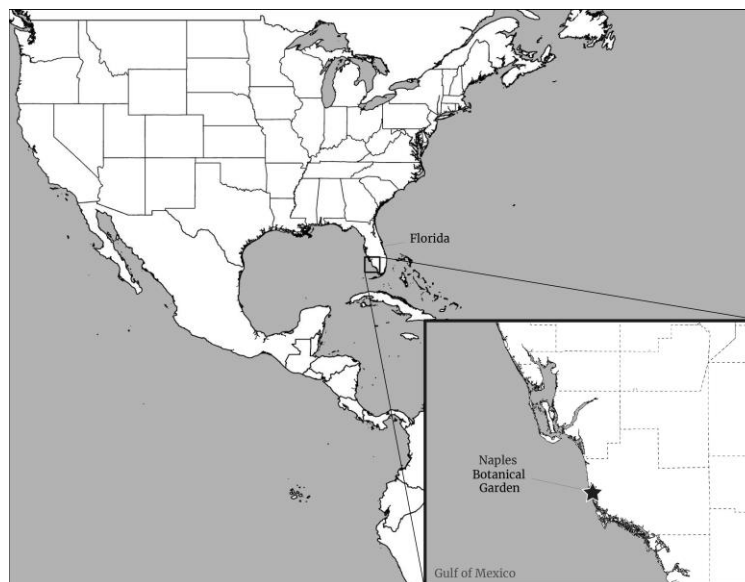 Florida
Naples
Botanical
Garden
Gulf of Mexico